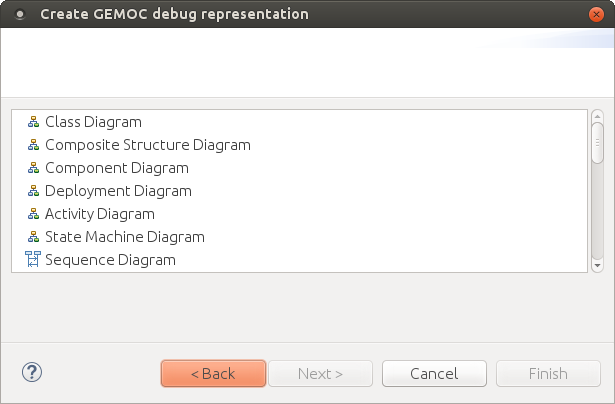 Create GEMOC debug representation
Class Diagram
Composite Structure Diagram
Component Diagram
Deployment Diagram
Activity Diagram
State Machine Diagram
Sequence Diagram
? < Back Next > Cancel Finish